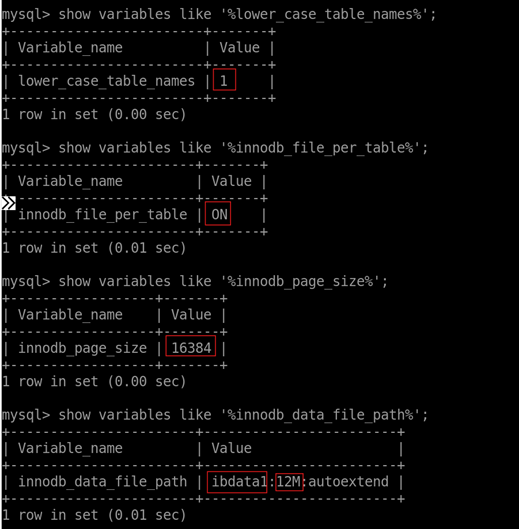 mysql> show variables like '%lower_case_table_names%';
+------------------------+-------+
| Variable_name          | Value |
+------------------------+-------+
| lower_case_table_names | 1     |
+------------------------+-------+
1 row in set (0.00 sec)
mysql> show variables like '%innodb_file_per_table%';
+-----------------------+-------+
| Variable_name         | Value |
+-----------------------+-------+
| innodb_file_per_table | ON    |
+-----------------------+-------+
1 row in set (0.01 sec)
mysql> show variables like '%innodb_page_size%';
+------------------+-------+
| Variable_name    | Value |
+------------------+-------+
| innodb_page_size | 16384 |
+------------------+-------+
1 row in set (0.00 sec)
mysql> show variables like '%innodb_data_file_path%';
+-----------------------+------------------------+
| Variable_name         | Value                  |
+-----------------------+------------------------+
| innodb_data_file_path | ibdata1:12M:autoextend |
+-----------------------+------------------------+
1 row in set (0.01 sec)